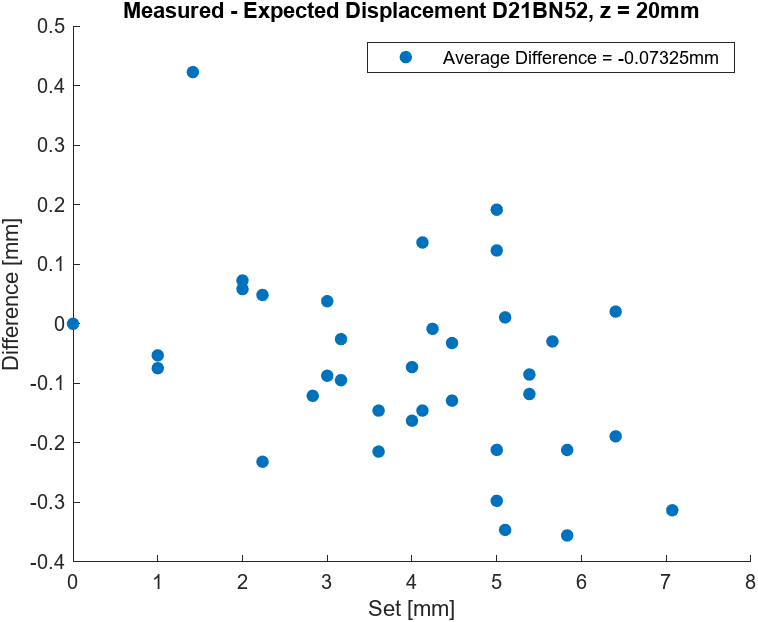 Measured - Expected Displacement D21BN52, z = 20mm
Average Difference = -0.07325mm
Difference [mm]
0.5
0.4
0.3
0.2
0.1
0
-0.1
-0.2
-0.3
-0.4
0 1 2 3 4 5 6 7 8
Set [mm]